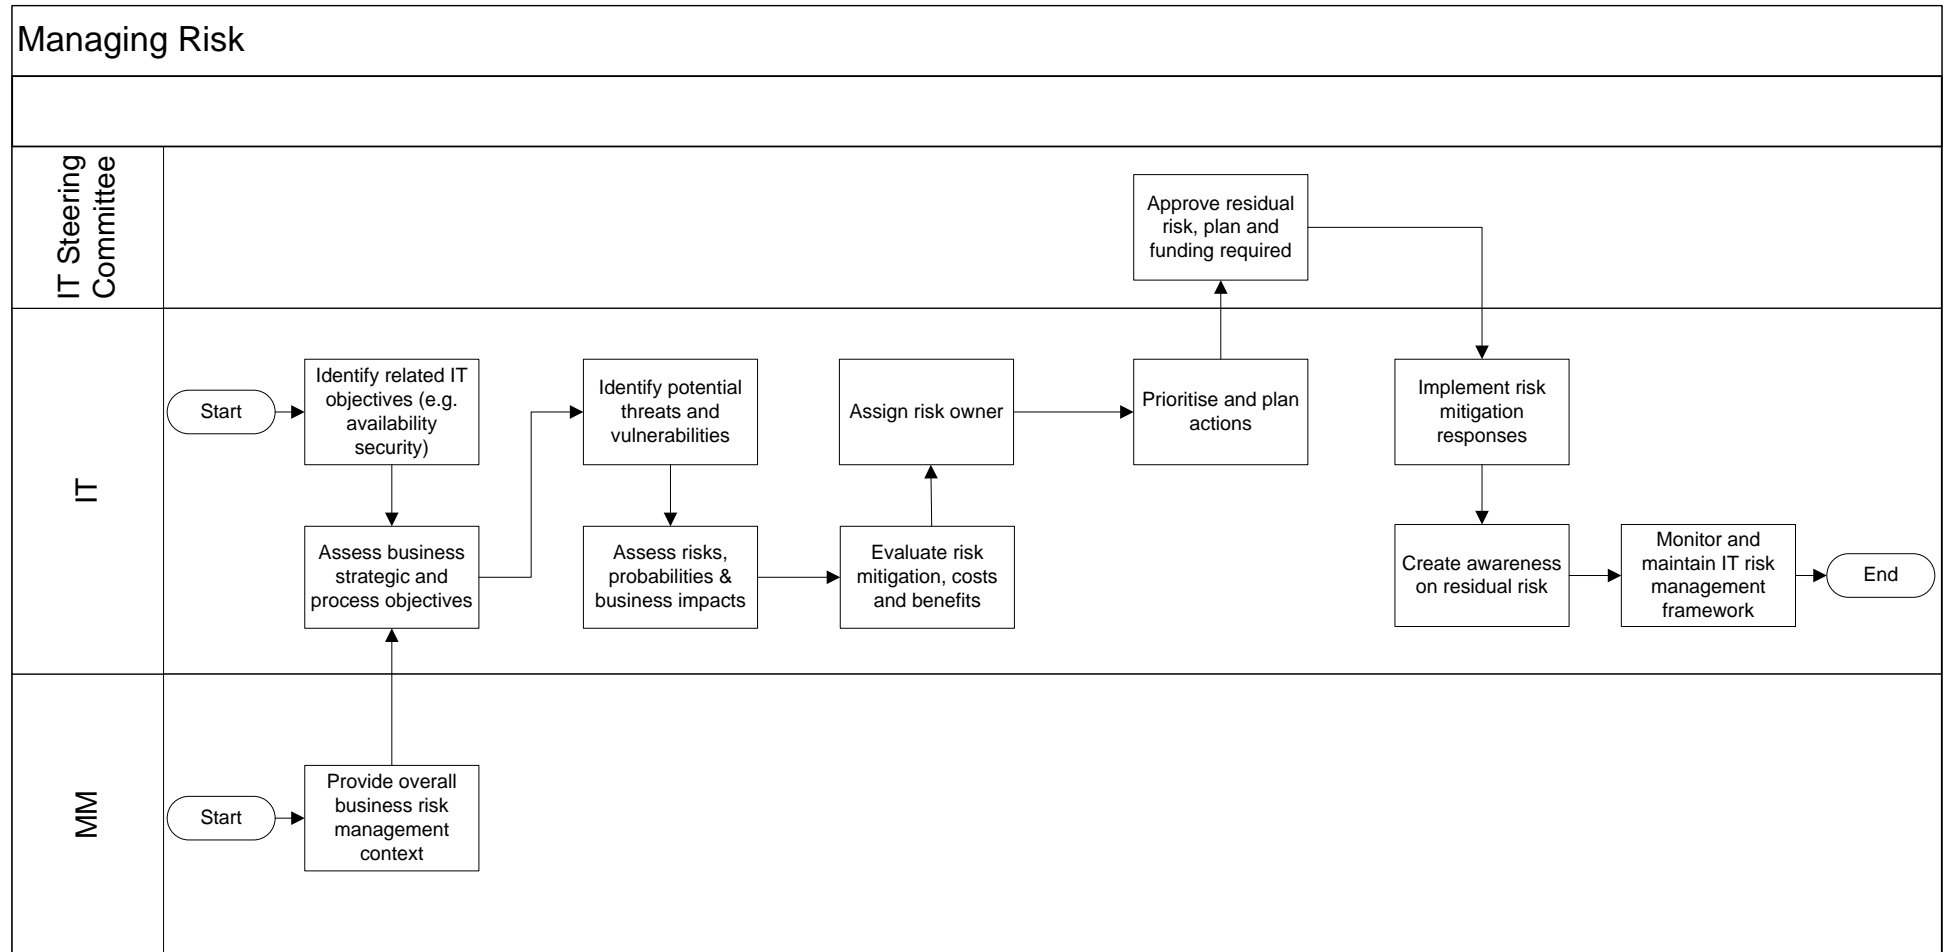 Managing Risk
IT Steering
Committee
Approve residual
risk, plan and
funding required
IT
Start
Identify related IT
objectives (e.g.
availability
security)
Identify potential
threats and
vulnerabilities
Assign risk owner
Prioritise and plan
actions
Implement risk
mitigation
responses
Assess business
strategic and
process objectives
Assess risks,
probabilities &
business impacts
Evaluate risk
mitigation, costs
and benefits
Create awareness
on residual risk
Monitor and
maintain IT risk
management
framework
End
MM
Start
Provide overall
business risk
management
context